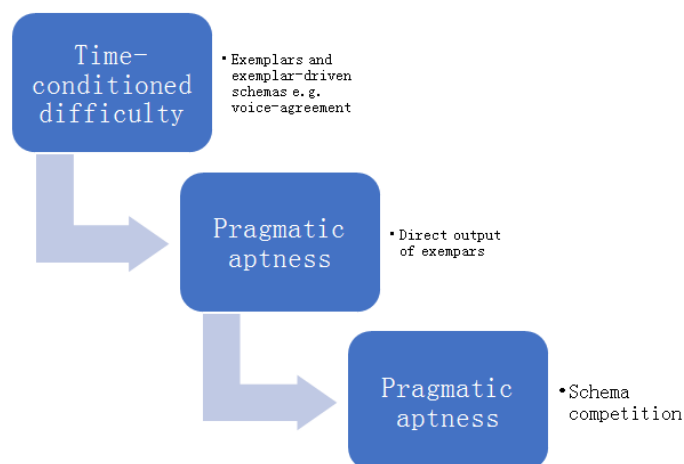 Time-
conditioned
difficulty
• Exemplars and
exemplar-driven
schemas e.g.
voice-agreement
Pragmatic
aptness
• Direct output
of exempars
Pragmatic
aptness
• Schema
competition